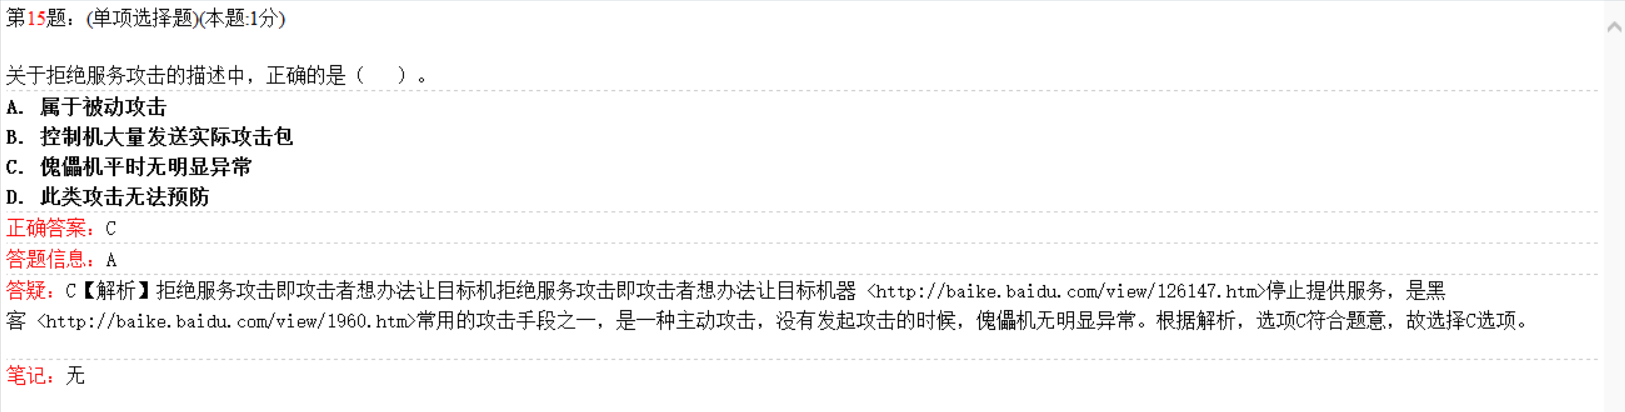 第15题：(单项选择题)(本题:1分)
关于拒绝服务攻击的描述中，正确的是（　　）。
A. 属于被动攻击
B. 控制机大量发送实际攻击包
C. 傀儡机平时无明显异常
D. 此类攻击无法预防
正确答案：C
答题信息：A
答疑：C【解析】拒绝服务攻击即攻击者想办法让目标机拒绝服务攻击即攻击者想办法让目标机器 <http://baike.baidu.com/view/126147.htm>停止提供服务，是黑
客 <http://baike.baidu.com/view/1960.htm>常用的攻击手段之一，是一种主动攻击，没有发起攻击的时候，傀儡机无明显异常。根据解析，选项C符合题意，故选择C选项。
笔记：无